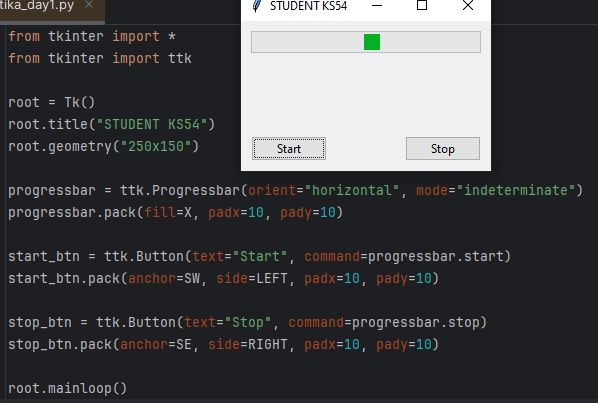 tika_day1.py ×
STUDENT KS54
from tkinter import *
from tkinter import ttk
root = Tk()
root.title("STUDENT KS54")
root.geometry("250x150")
Start
Stop
progressbar = ttk.Progressbar(orient="horizontal", mode="indeterminate")
progressbar.pack(fill=X, padx=10, pady=10)
start_btn = ttk.Button(text="Start", command=progressbar.start)
start_btn.pack(anchor=SW, side=LEFT, padx=10, pady=10)
stop_btn = ttk.Button(text="Stop", command=progressbar.stop)
stop_btn.pack(anchor=SE, side=RIGHT, padx=10, pady=10)
root.mainloop()